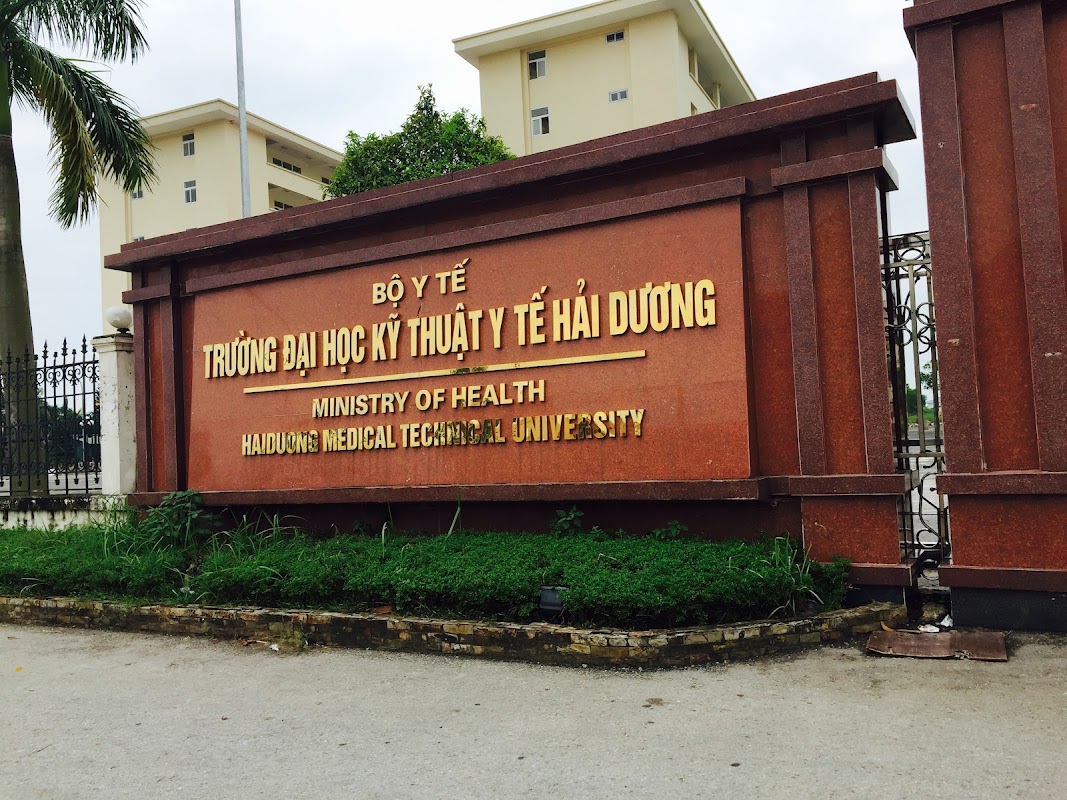 BỘ Y TẾ
TRƯỜNG ĐẠI HỌC KỸ THUẬT Y TẾ HẢI DƯƠNG
MINISTRY OF HEALTH
HAIDUONG MEDICAL TECHNICAL UNIVERSITY